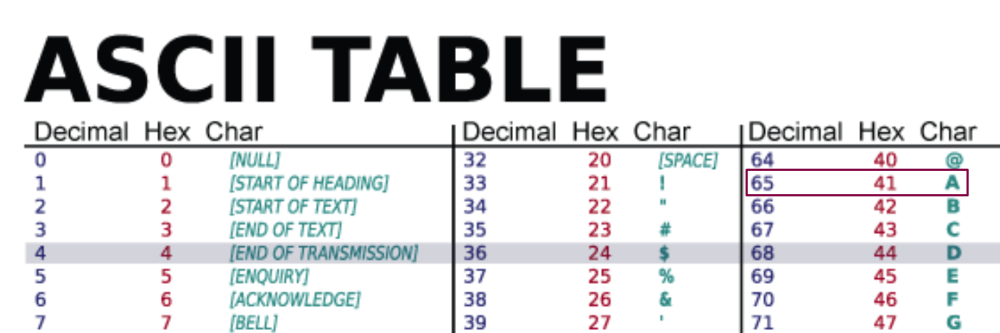 ASCII TABLE
Decimal Hex Char Decimal Hex Char Decimal Hex Char
0 0 [NULL] 32 20 [SPACE] 64 40 @
1 1 [START OF HEADING] 33 21 ! 65 41 A
2 2 [START OF TEXT] 34 22 " 66 42 B
3 3 [END OF TEXT] 35 23 # 67 43 C
4 4 [END OF TRANSMISSION] 36 24 $ 68 44 D
5 5 [ENQUIRY] 37 25 % 69 45 E
6 6 [ACKNOWLEDGE] 38 26 & 70 46 F
7 7 [BELL] 39 27 ' 71 47 G